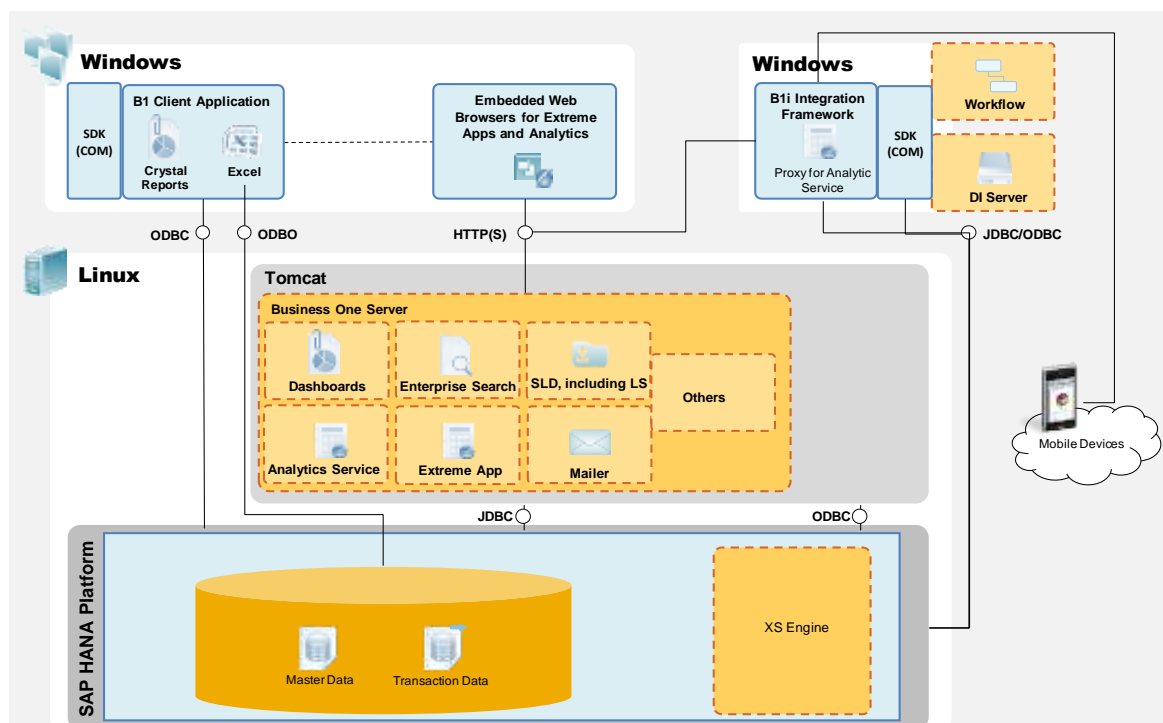 Windows
SDK
(COM)
B1 Client Application
Crystal
Reports
Excel
Embedded Web
Browsers for Extreme
Apps and Analytics
Windows
B1i Integration
Framework
Proxy for Analytic
Service
SDK
(COM)
Workflow
DI Server
ODBC
ODBO
HTTP(S)
JDBC/ODBC
Linux
Tomcat
Business One Server
Dashboards
Enterprise Search
SLD, including LS
Others
Analytics Service
Extreme App
Mailer
Mobile Devices
JDBC
ODBC
SAP HANA Platform
Master Data
Transaction Data
XS Engine